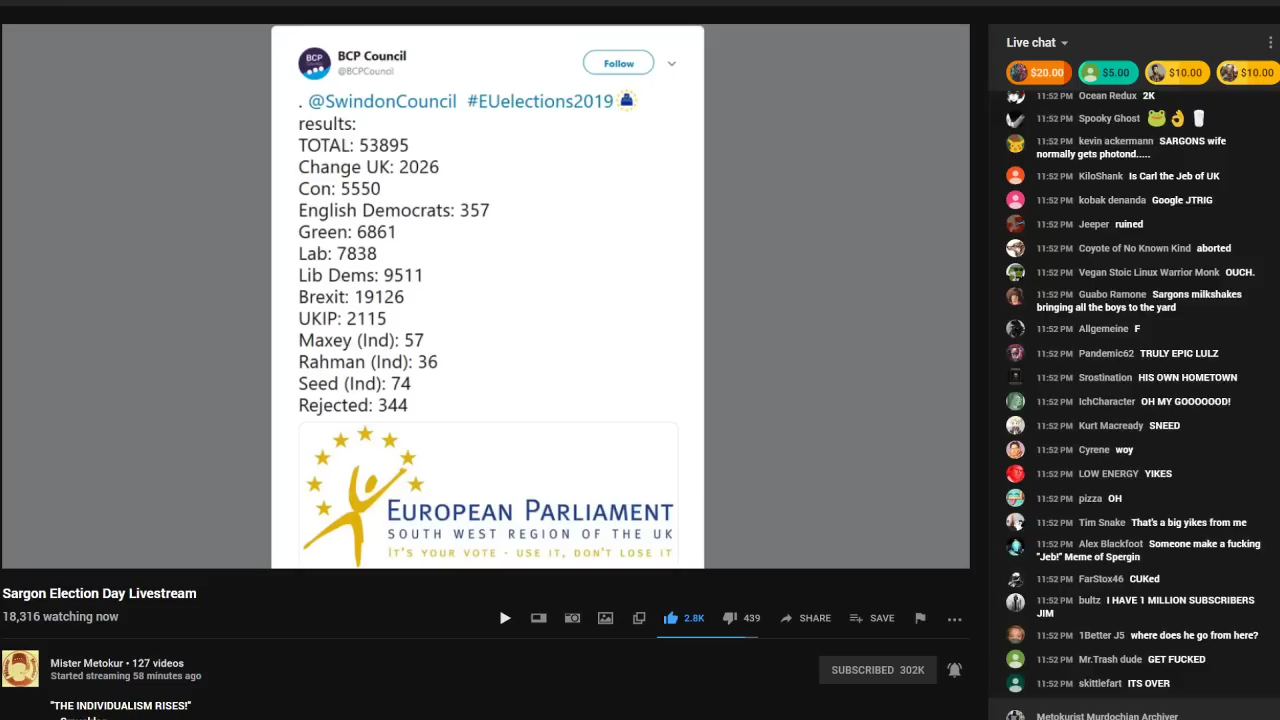 BCP Council
@BCPCouncil
Follow
. @SwindonCouncil #EUelections2019
results:
TOTAL: 53895
Change UK: 2026
Con: 5550
English Democrats: 357
Green: 6861
Lab: 7838
Lib Dems: 9511
Brexit: 19126
UKIP: 2115
Maxey (Ind): 57
Rahman (Ind): 36
Seed (Ind): 74
Rejected: 344
EUROPEAN PARLIAMENT
SOUTH WEST REGION OF THE UK
IT'S YOUR VOTE - USE IT, DON'T LOSE IT
Sargon Election Day Livestream
18,316 watching now
2.8K 439 SHARE SAVE
Mister Metokur • 127 videos
Started streaming 58 minutes ago
SUBSCRIBED 302K
"THE INDIVIDUALISM RISES!"
Live chat
$20.00 $5.00 $10.00 $10.00
11:52 PM Ocean Redux 2K
11:52 PM Spooky Ghost 🐸👌🥛
11:52 PM kevin ackermann SARGONS wife
normally gets photond.....
11:52 PM KiloShank Is Carl the Jeb of UK
11:52 PM kobak denanda Google JTRIG
11:52 PM Jeeper ruined
11:52 PM Coyote of No Known Kind aborted
11:52 PM Vegan Stoic Linux Warrior Monk OUCH.
11:52 PM Guabo Ramone Sargons milkshakes
bringing all the boys to the yard
11:52 PM Allgemeine F
11:52 PM Pandemic62 TRULY EPIC LULZ
11:52 PM Srostination HIS OWN HOMETOWN
11:52 PM IchCharacter OH MY GOOOOOOD!
11:52 PM Kurt Macready SNEED
11:52 PM Cyrene woy
11:52 PM LOW ENERGY YIKES
11:52 PM pizza OH
11:52 PM Tim Snake That's a big yikes from me
11:52 PM Alex Blackfoot Someone make a fucking
"Jeb!" Meme of Spergin
11:52 PM FarStox46 CUKed
11:52 PM bultz I HAVE 1 MILLION SUBSCRIBERS
JIM
11:52 PM 1Better J5 where does he go from here?
11:52 PM Mr.Trash dude GET FUCKED
11:52 PM skittlefart ITS OVER
Metokurist Murdochian Archiver